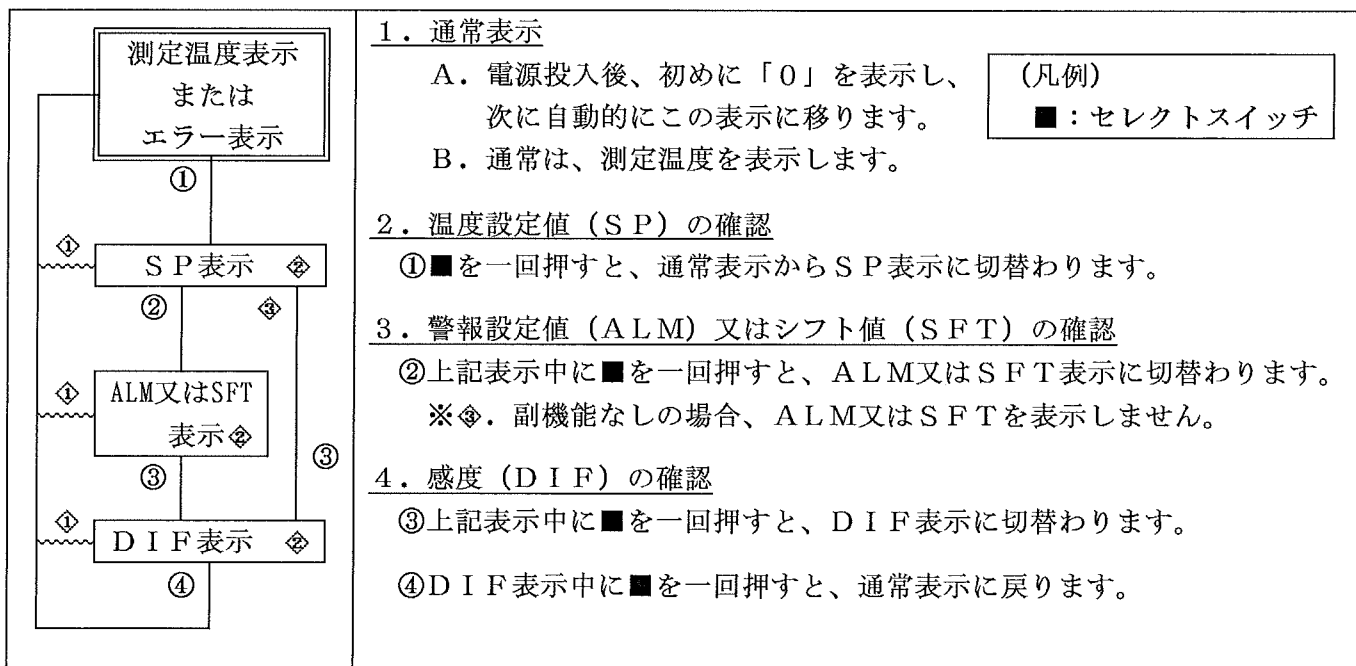 測定温度表示
または
エラー表示
①
◇1
SP表示 ◇2
② ◇3
◇1
ALM又はSFT
表示◇2
③
③
◇1
DIF表示 ◇2
④
1.通常表示
A.電源投入後、初めに「0」を表示し、
次に自動的にこの表示に移ります。
B.通常は、測定温度を表示します。
(凡例)
■:セレクトスイッチ
2.温度設定値(SP)の確認
①■を一回押すと、通常表示からSP表示に切替わります。
3.警報設定値(ALM)又はシフト値(SFT)の確認
②上記表示中に■を一回押すと、ALM又はSFT表示に切替わります。
※◇3.副機能なしの場合、ALM又はSFTを表示しません。
4.感度(DIF)の確認
③上記表示中に■を一回押すと、DIF表示に切替わります。
④DIF表示中に■を一回押すと、通常表示に戻ります。